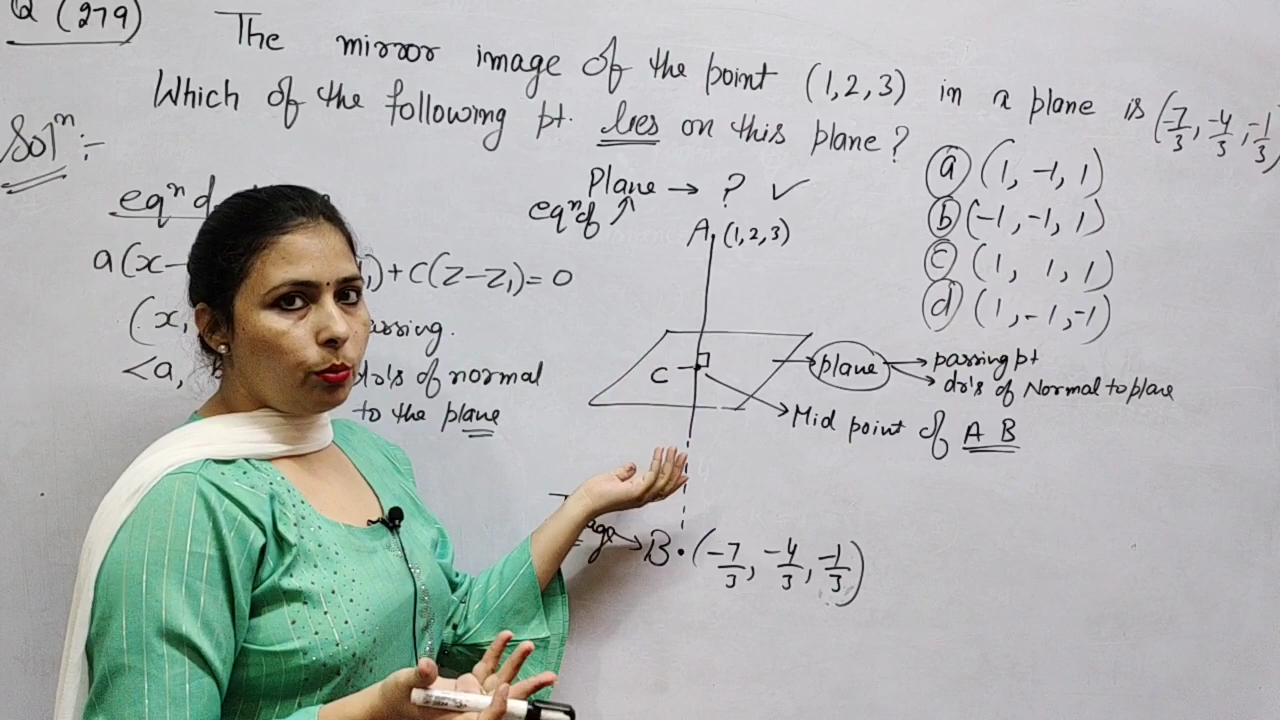 Q (279)
The mirror image of the point (1,2,3) in a plane is (-7/3, -4/3, -1/3)
Which of the following pt. lies on this plane?
Solⁿ :-
(a) (1, -1, 1)
(b) (-1, -1, 1)
(c) (1, 1, 1)
(d) (1, -1, -1)
Plane → ? ✓
eqⁿ of ↑
eqⁿ
a(x- ) + c(z-z₁) = 0
(x,
<a,
dr's of normal
to the plane
A (1,2,3)
C
plane → passing pt
→ dr's of Normal to plane
→ Mid point of A B
→ B • (-7/3, -4/3, -1/3)